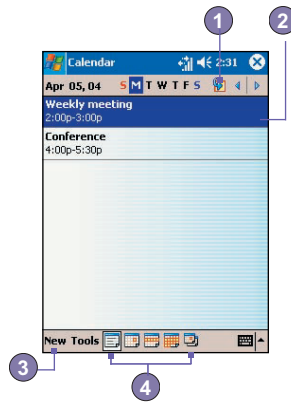 1
2
Calendar 2:31
Apr 05, 04 S M T W T F S
Weekly meeting
2:00p-3:00p
Conference
4:00p-5:30p
New Tools
3
4